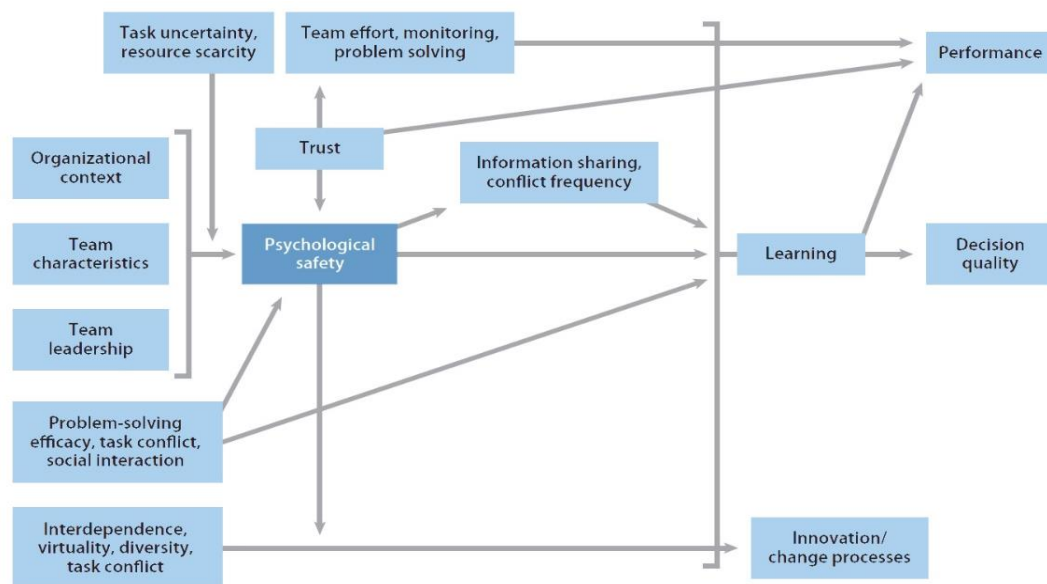 Task uncertainty,
resource scarcity
Team effort, monitoring,
problem solving
Performance
Trust
Organizational
context
Information sharing,
conflict frequency
Team
characteristics
Psychological
safety
Learning
Decision
quality
Team
leadership
Problem-solving
efficacy, task conflict,
social interaction
Interdependence,
virtuality, diversity,
task conflict
Innovation/
change processes